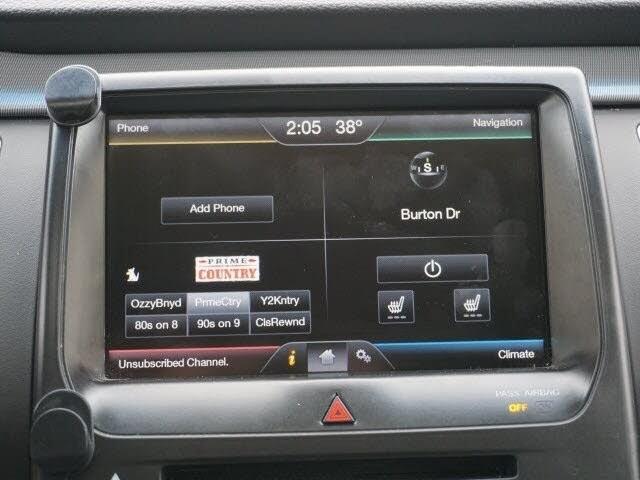 Phone
2:05 38°
Navigation
W S E
Add Phone
Burton Dr
PRIME
COUNTRY
OzzyBnyd PrmeCtry Y2Kntry
80s on 8 90s on 9 ClsRewnd
Unsubscribed Channel.
i
Climate
PASS AIRBAG
OFF